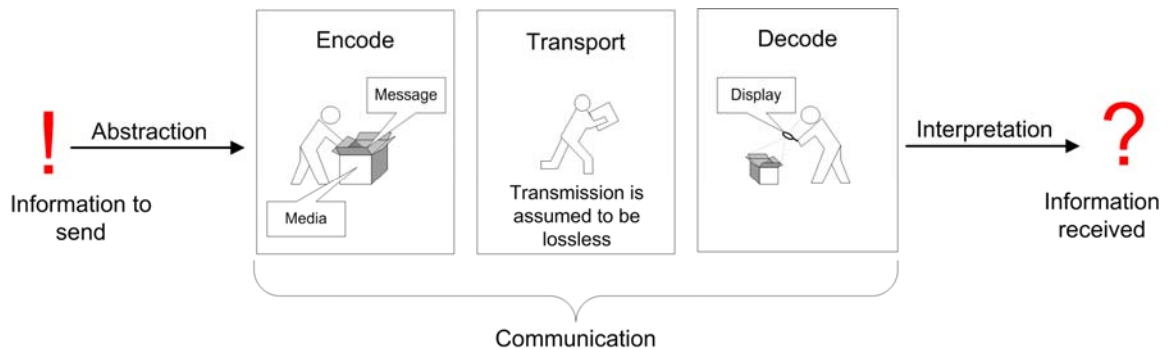 Encode
Transport
Decode
Message
Display
!
Abstraction
Interpretation
?
Information to
send
Media
Transmission is
assumed to be
lossless
Information
received
Communication